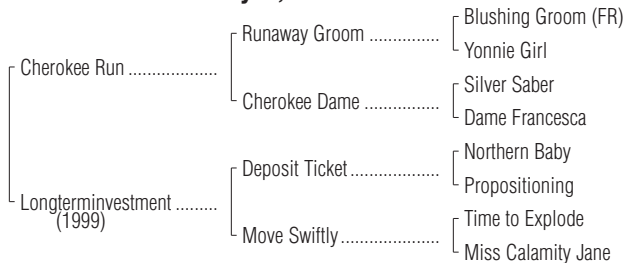 Blushing Groom (FR)
Runaway Groom ...............
Yonnie Girl
Cherokee Run ...................
Silver Saber
Cherokee Dame ................
Dame Francesca
Northern Baby
Deposit Ticket...................
Propositioning
Longterminvestment .........
(1999)
Time to Explode
Move Swiftly.....................
Miss Calamity Jane